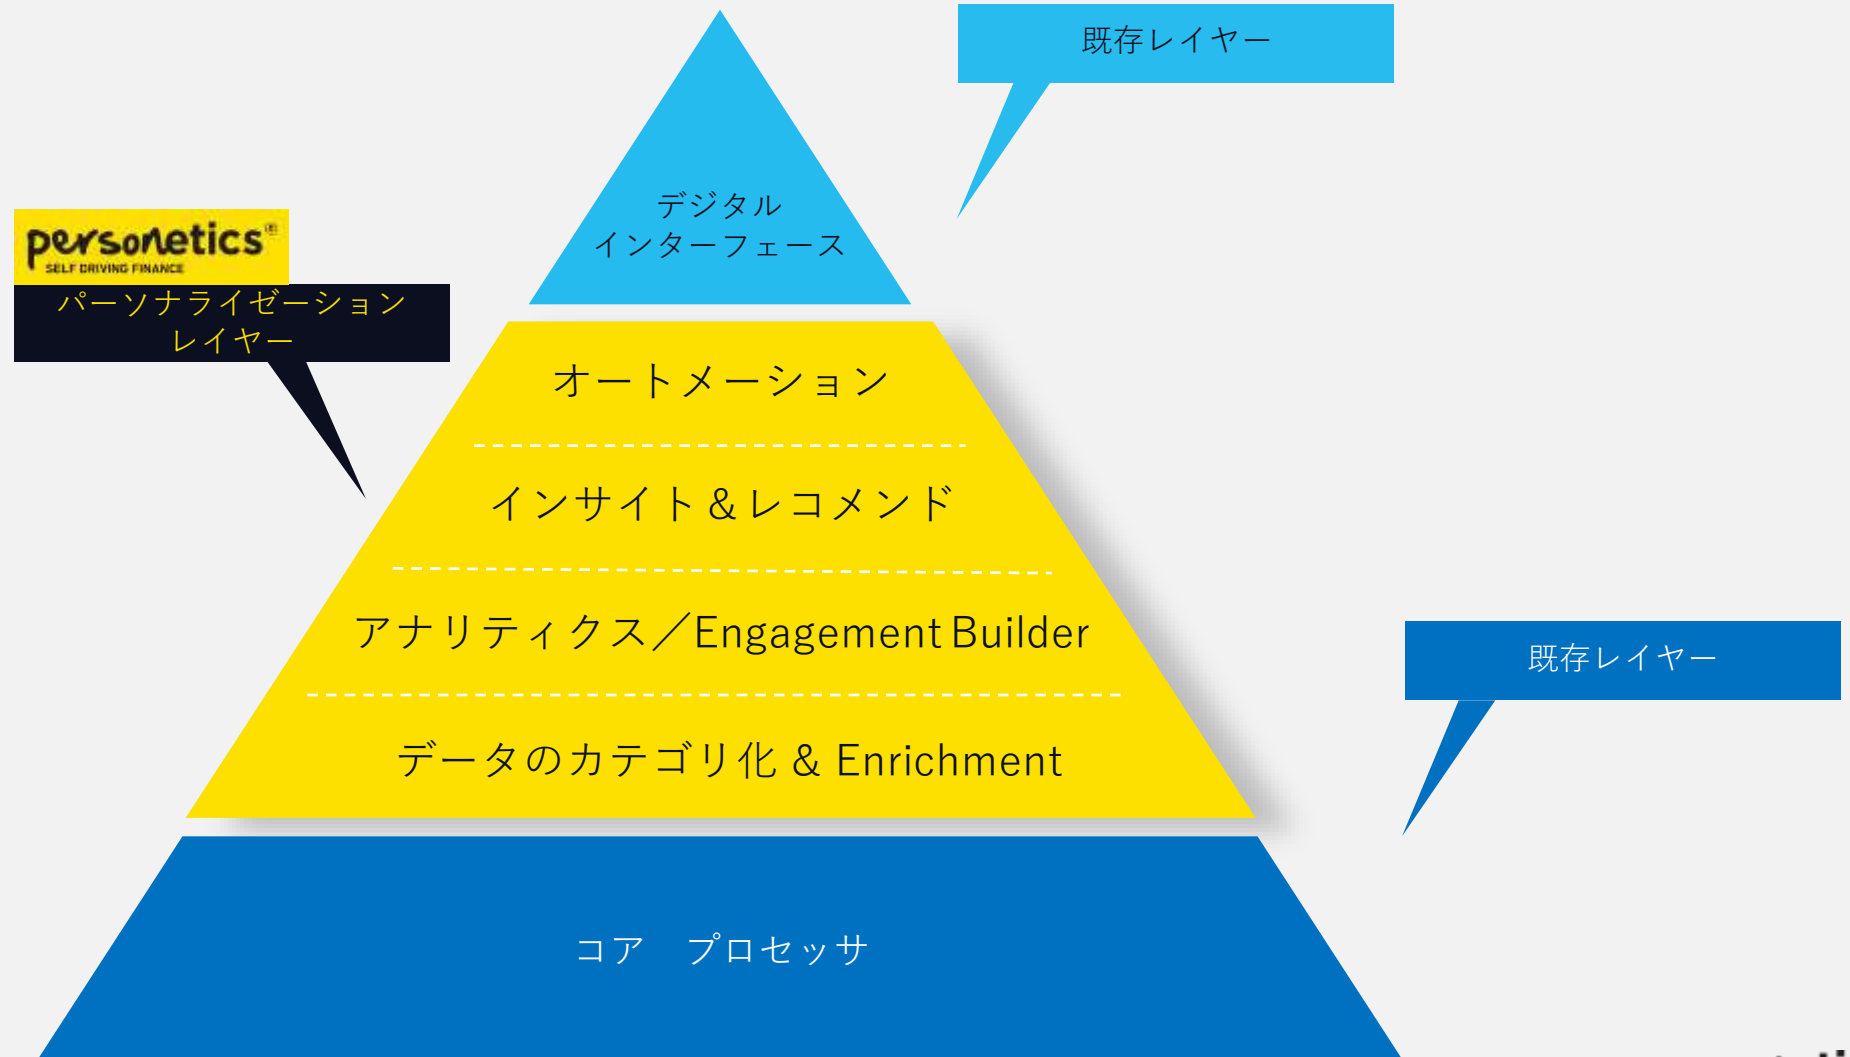 既存レイヤー
デジタル
インターフェース
personetics®
SELF DRIVING FINANCE
パーソナライゼーション
レイヤー
オートメーション
インサイト＆レコメンド
アナリティクス／Engagement Builder
既存レイヤー
データのカテゴリ化 & Enrichment
コア　プロセッサ